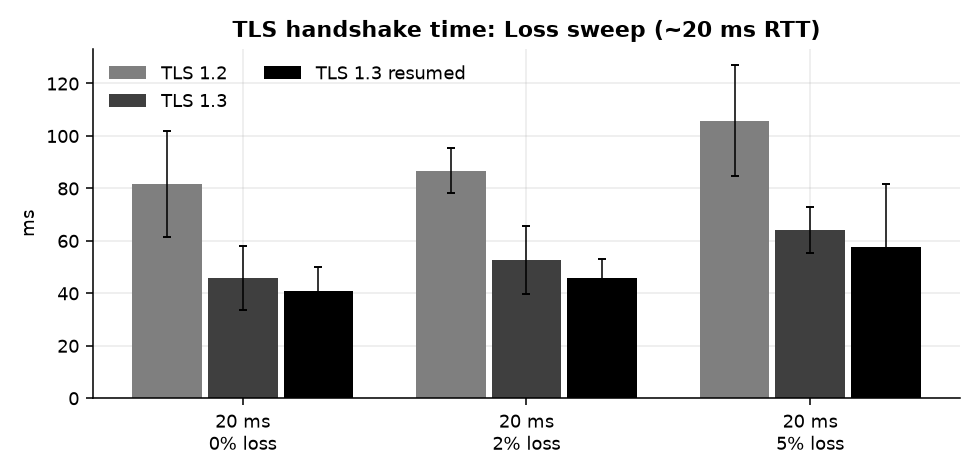 TLS handshake time: Loss sweep (~20 ms RTT)
TLS 1.2
TLS 1.3
TLS 1.3 resumed
ms
120
100
80
60
40
20
0
20 ms
0% loss
20 ms
2% loss
20 ms
5% loss